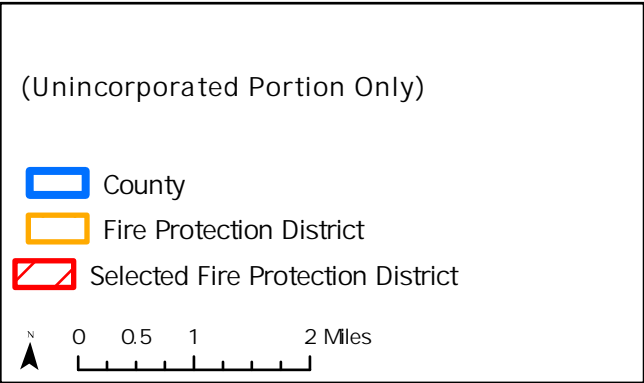 (Unincorporated Portion Only)
County
Fire Protection District
Selected Fire Protection District
N
0 0.5 1 2 Miles